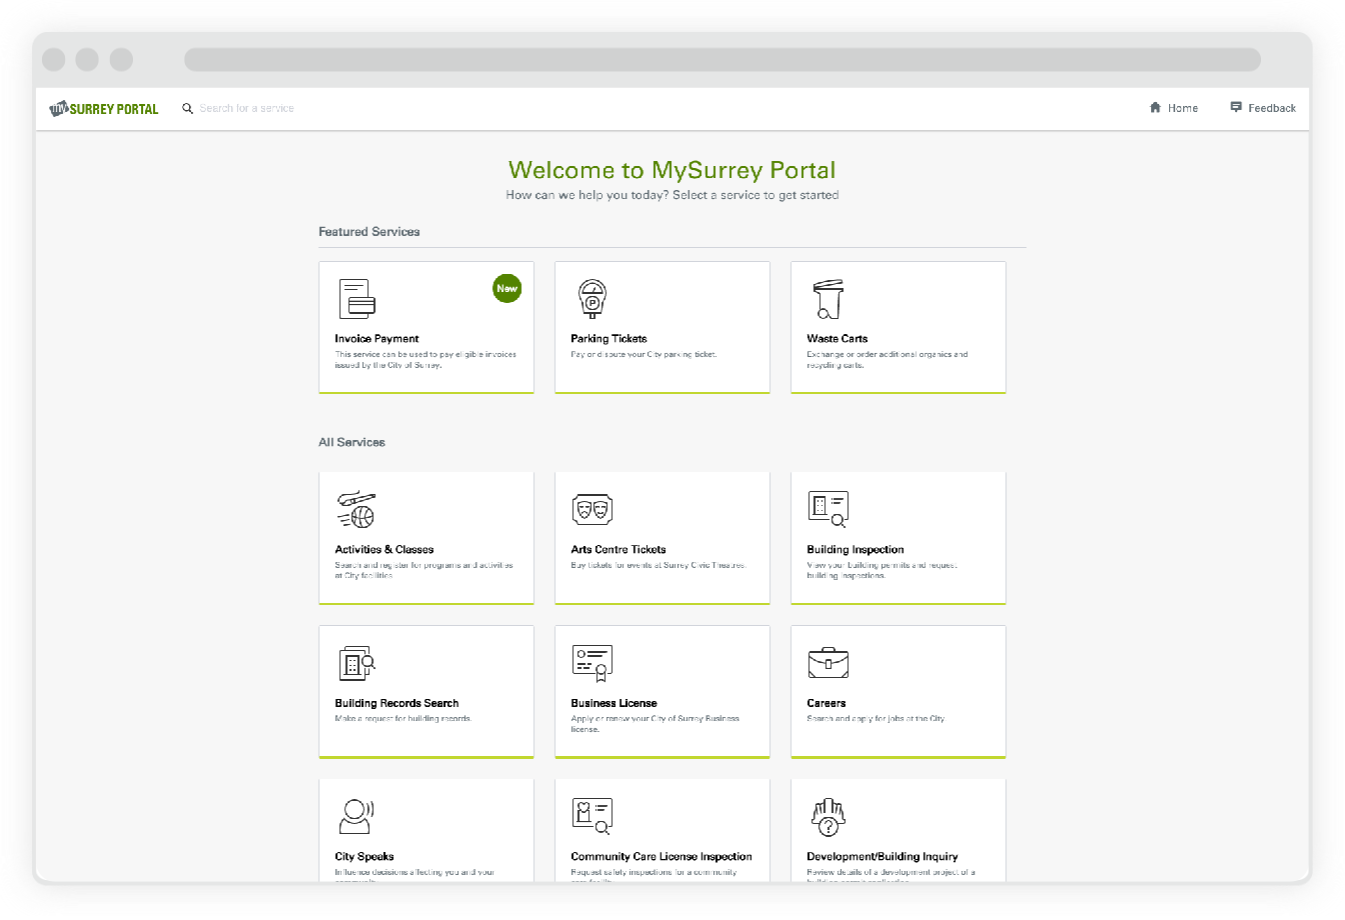 my SURREY PORTAL
Search for a service
Home
Feedback
Welcome to MySurrey Portal
How can we help you today? Select a service to get started
Featured Services
New
Invoice Payment
This service can be used to pay eligible invoices
issued by the City of Surrey.
Parking Tickets
Pay or dispute your City parking ticket.
P
Waste Carts
Exchange or order additional organics and
recycling carts.
All Services
Activities & Classes
Search and register for programs and activities
at City facilities.
Arts Centre Tickets
Buy tickets for events at Surrey Civic Theatres.
Building Inspection
View your building permits and request
building inspections.
Building Records Search
Make a request for building records.
Business License
Apply or renew your City of Surrey Business
license.
Careers
Search and apply for jobs at the City.
City Speaks
Influence decisions affecting you and your
Community Care License Inspection
Request safety inspections for a community
?
Development/Building Inquiry
Review details of a development project of a